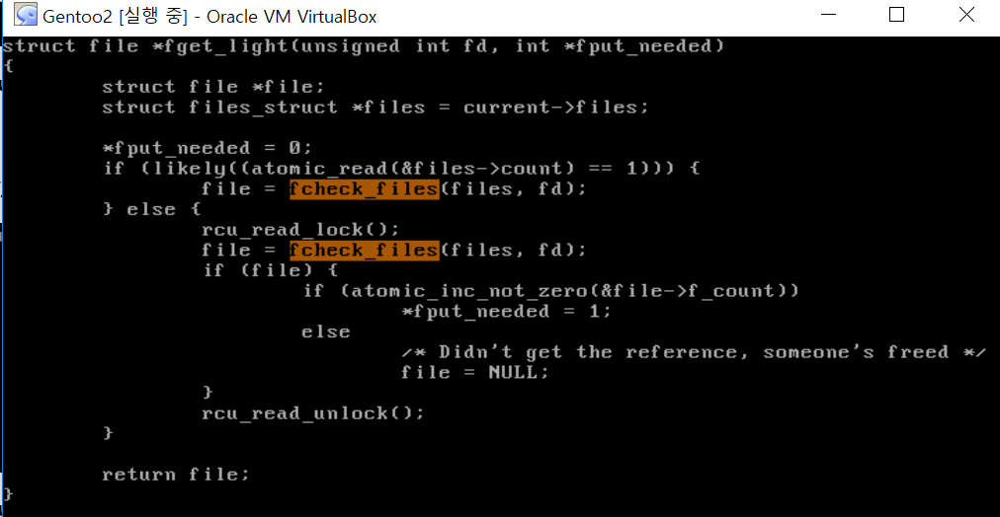 Gentoo2 [실행 중] - Oracle VM VirtualBox
struct file *fget_light(unsigned int fd, int *fput_needed)
{
        struct file *file;
        struct files_struct *files = current->files;

        *fput_needed = 0;
        if (likely((atomic_read(&files->count) == 1))) {
                file = fcheck_files(files, fd);
        } else {
                rcu_read_lock();
                file = fcheck_files(files, fd);
                if (file) {
                        if (atomic_inc_not_zero(&file->f_count))
                                *fput_needed = 1;
                        else
                                /* Didn't get the reference, someone's freed */
                                file = NULL;
                }
                rcu_read_unlock();
        }

        return file;
}